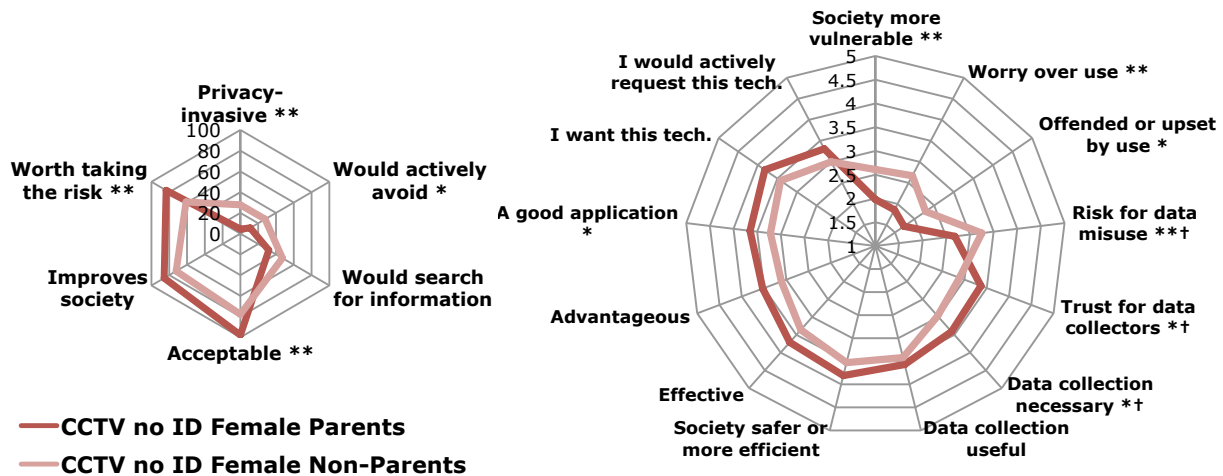 Privacy-
invasive **
100
80
60
40
20
0
Would actively
avoid *
Would search
for information
Acceptable **
Improves
society
Worth taking
the risk **
CCTV no ID Female Parents
CCTV no ID Female Non-Parents
Society more
vulnerable **
5
4.5
4
3.5
3
2.5
2
1.5
1
Worry over use **
Offended or upset
by use *
Risk for data
misuse **†
Trust for data
collectors *†
Data collection
necessary *†
Data collection
useful
Society safer or
more efficient
Effective
Advantageous
A good application
*
I want this tech.
I would actively
request this tech.